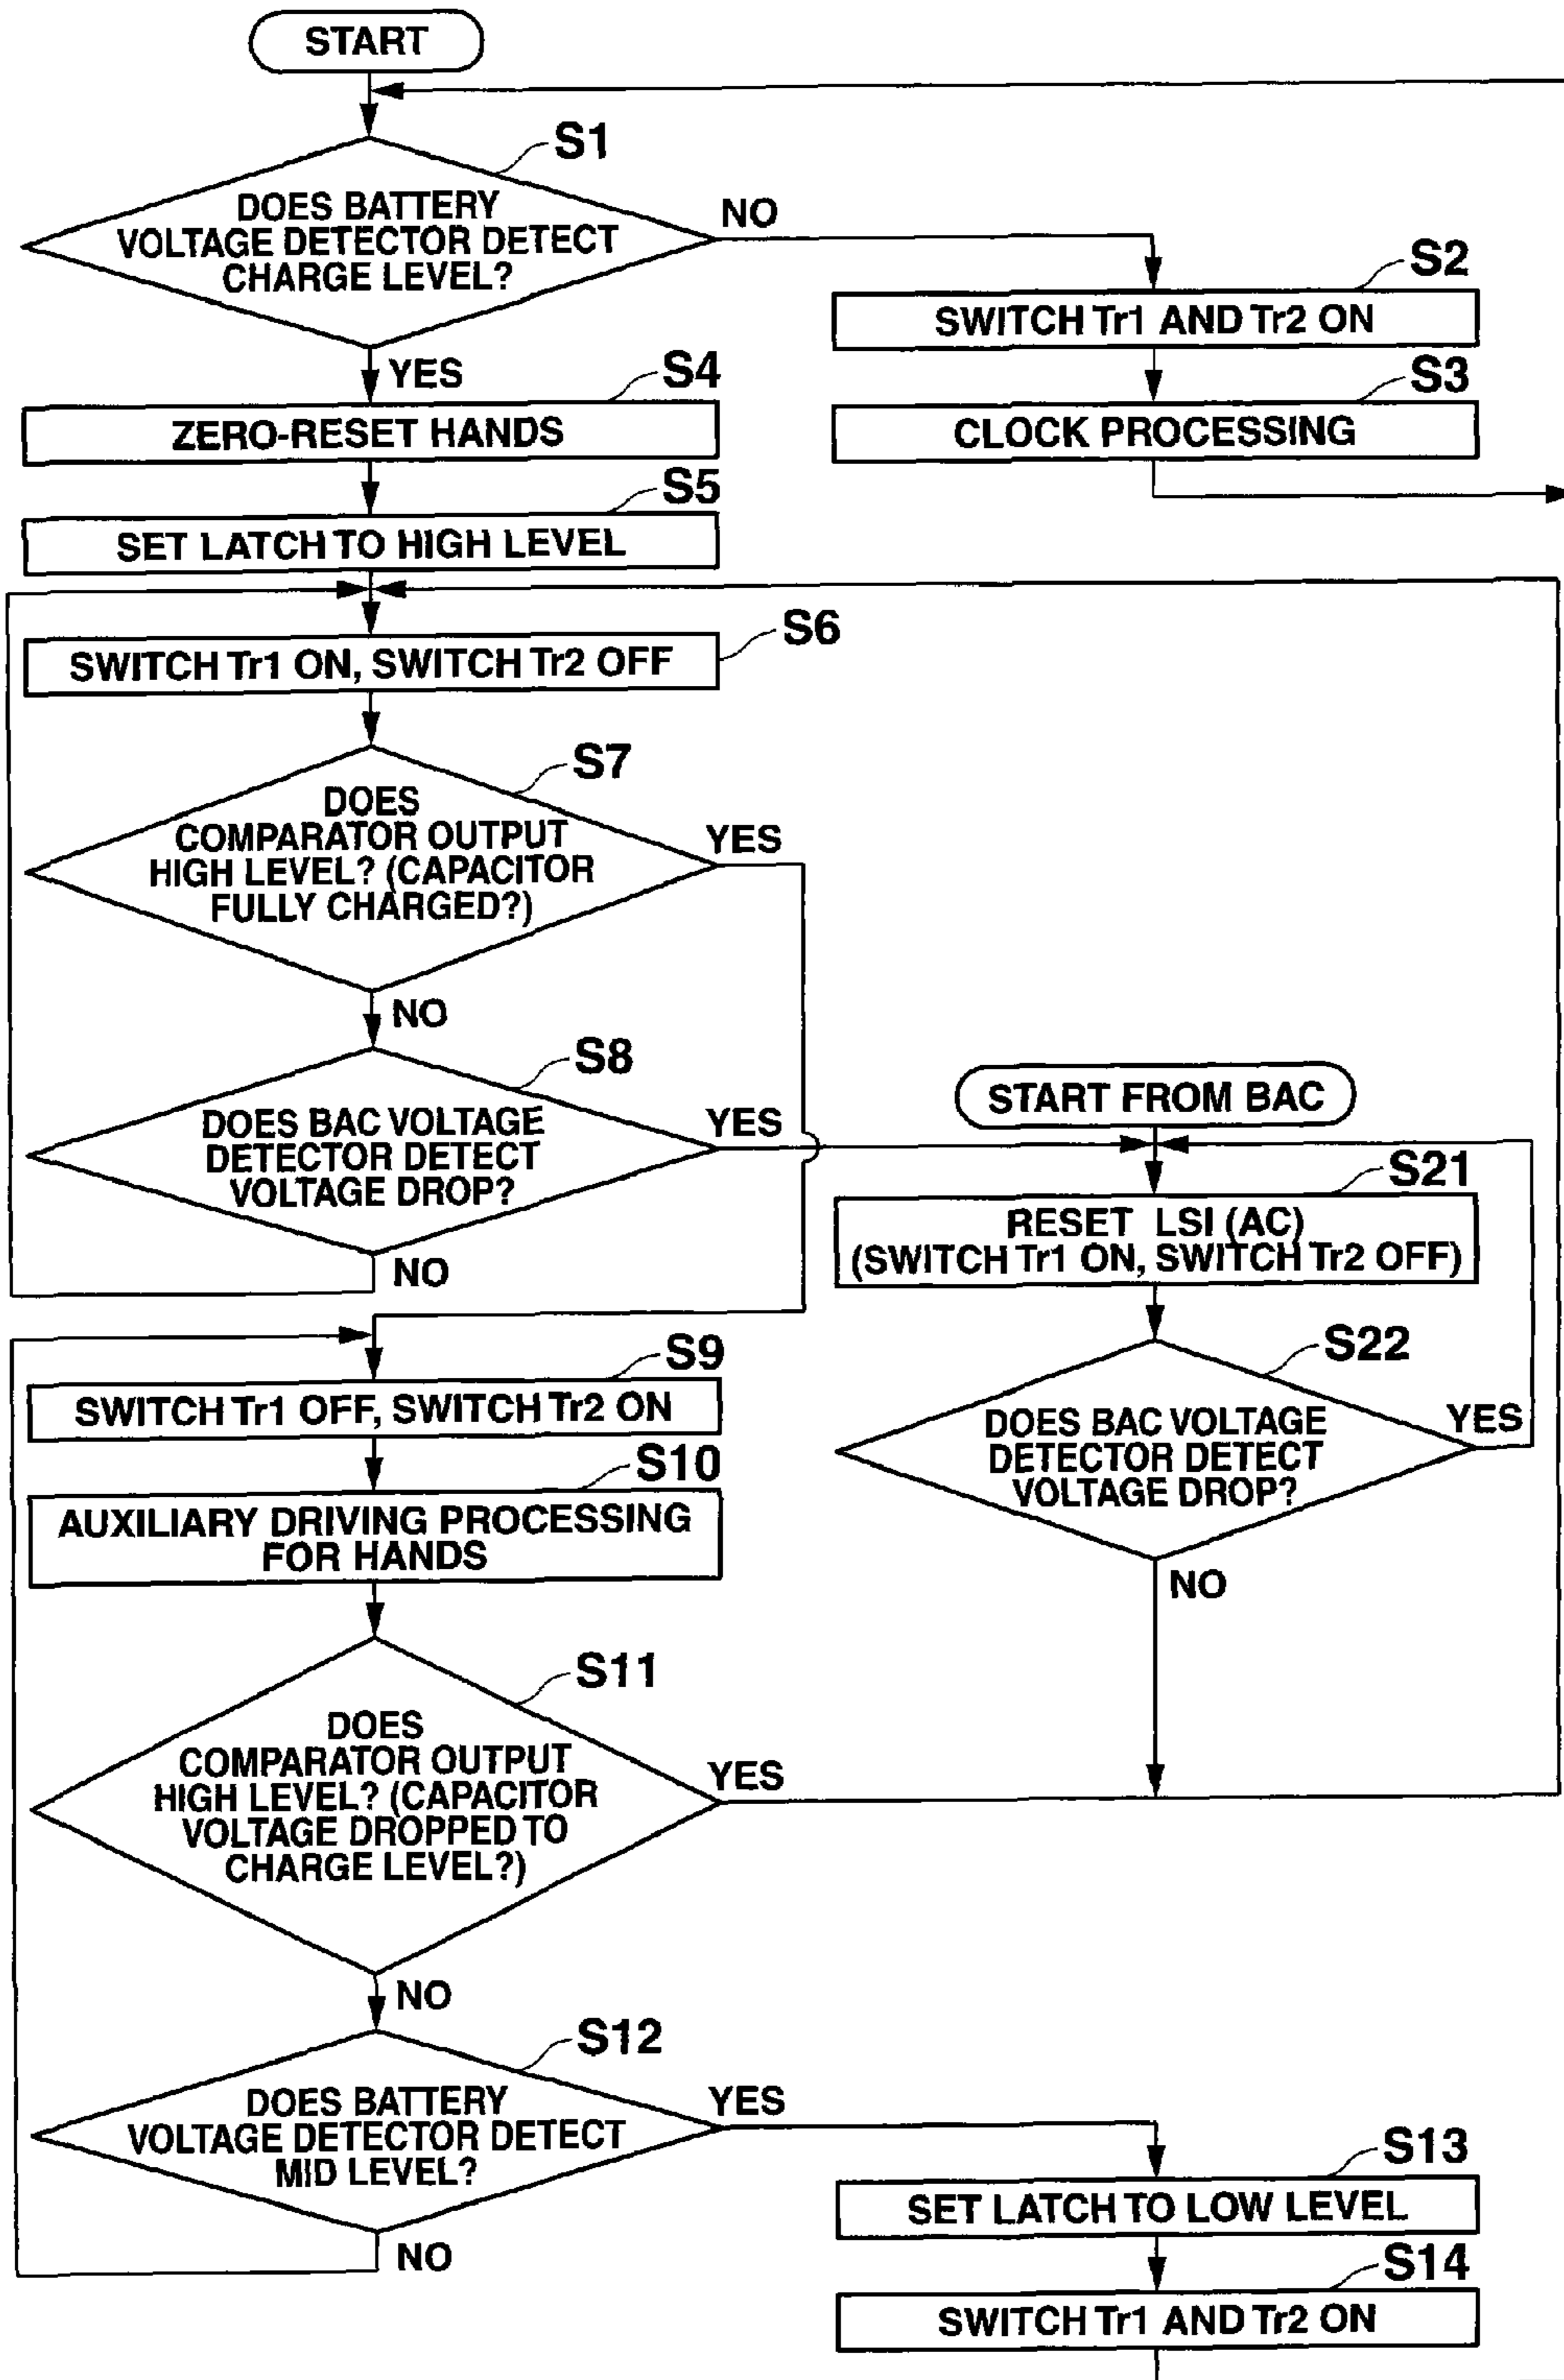 START
S1
DOES BATTERY
VOLTAGE DETECTOR DETECT
CHARGE LEVEL?
NO
YES
S2
SWITCH Tr1 AND Tr2 ON
S3
CLOCK PROCESSING
S4
ZERO-RESET HANDS
S5
SET LATCH TO HIGH LEVEL
S6
SWITCH Tr1 ON, SWITCH Tr2 OFF
S7
DOES
COMPARATOR OUTPUT
HIGH LEVEL? (CAPACITOR
FULLY CHARGED?)
YES
NO
S8
DOES BAC VOLTAGE
DETECTOR DETECT
VOLTAGE DROP?
YES
NO
START FROM BAC
S21
RESET LSI (AC)
(SWITCH Tr1 ON, SWITCH Tr2 OFF)
S22
DOES BAC VOLTAGE
DETECTOR DETECT
VOLTAGE DROP?
YES
NO
S9
SWITCH Tr1 OFF, SWITCH Tr2 ON
S10
AUXILIARY DRIVING PROCESSING
FOR HANDS
S11
DOES
COMPARATOR OUTPUT
HIGH LEVEL? (CAPACITOR
VOLTAGE DROPPED TO
CHARGE LEVEL?)
YES
NO
S12
DOES BATTERY
VOLTAGE DETECTOR DETECT
MID LEVEL?
YES
NO
S13
SET LATCH TO LOW LEVEL
S14
SWITCH Tr1 AND Tr2 ON